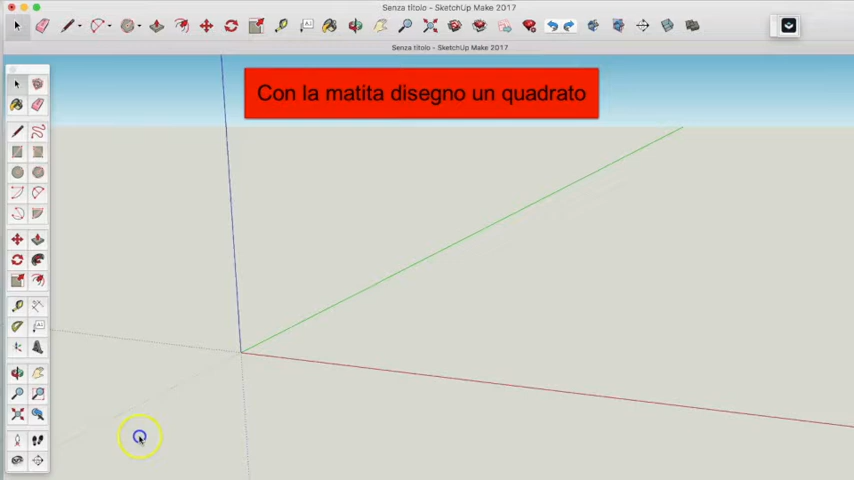 Senza titolo - SketchUp Make 2017
Senza titolo - SketchUp Make 2017
Con la matita disegno un quadrato